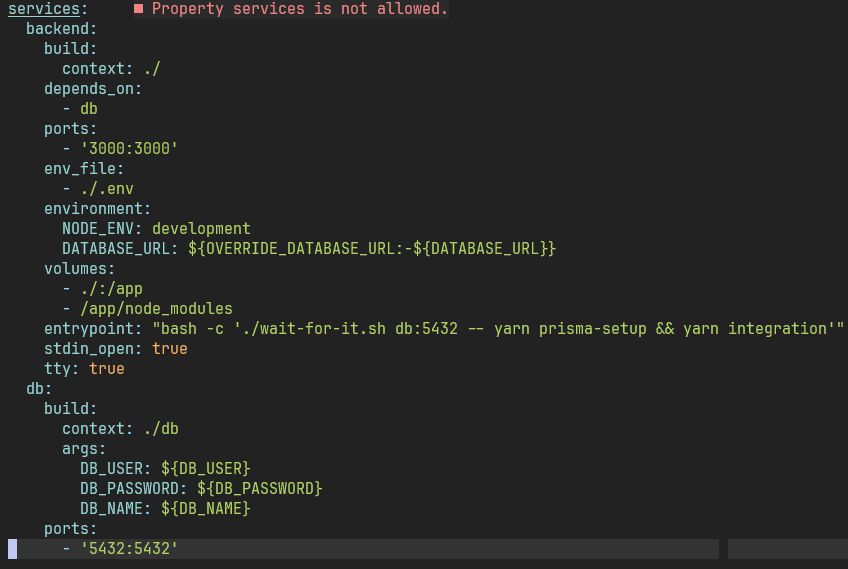 services:     ■ Property services is not allowed.
  backend:
    build:
      context: ./
    depends_on:
      - db
    ports:
      - '3000:3000'
    env_file:
      - ./.env
    environment:
      NODE_ENV: development
      DATABASE_URL: ${OVERRIDE_DATABASE_URL:-${DATABASE_URL}}
    volumes:
      - ./:/app
      - /app/node_modules
    entrypoint: "bash -c './wait-for-it.sh db:5432 -- yarn prisma-setup && yarn integration'"
    stdin_open: true
    tty: true
  db:
    build:
      context: ./db
      args:
        DB_USER: ${DB_USER}
        DB_PASSWORD: ${DB_PASSWORD}
        DB_NAME: ${DB_NAME}
    ports:
      - '5432:5432'